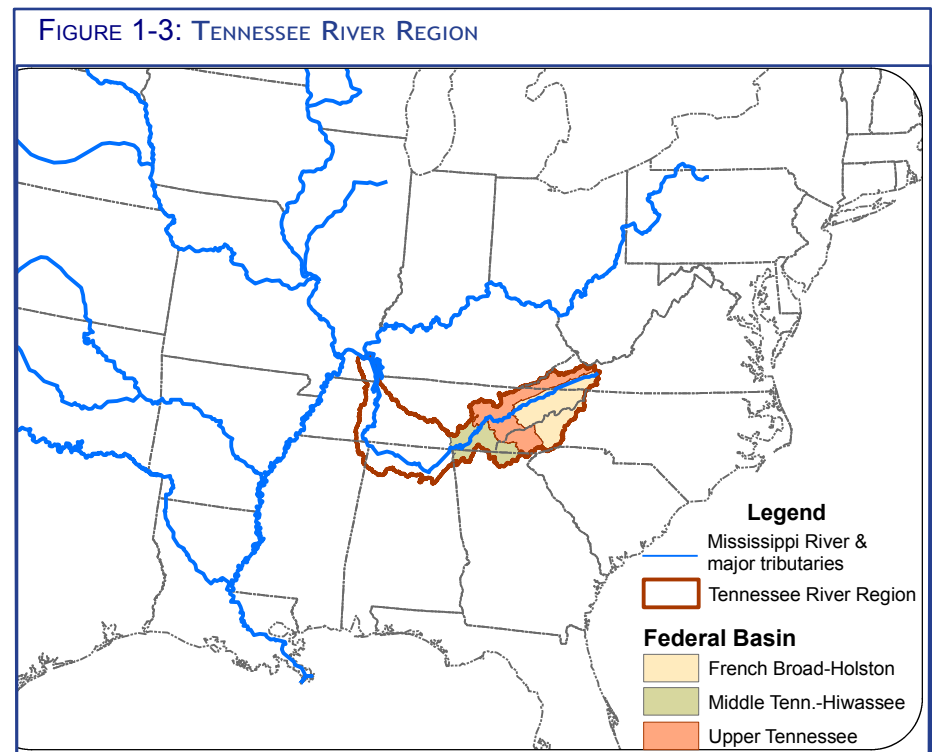 FIGURE 1-3: TENNESSEE RIVER REGION
Legend
Mississippi River &
major tributaries
Tennessee River Region
Federal Basin
French Broad-Holston
Middle Tenn.-Hiwassee
Upper Tennessee